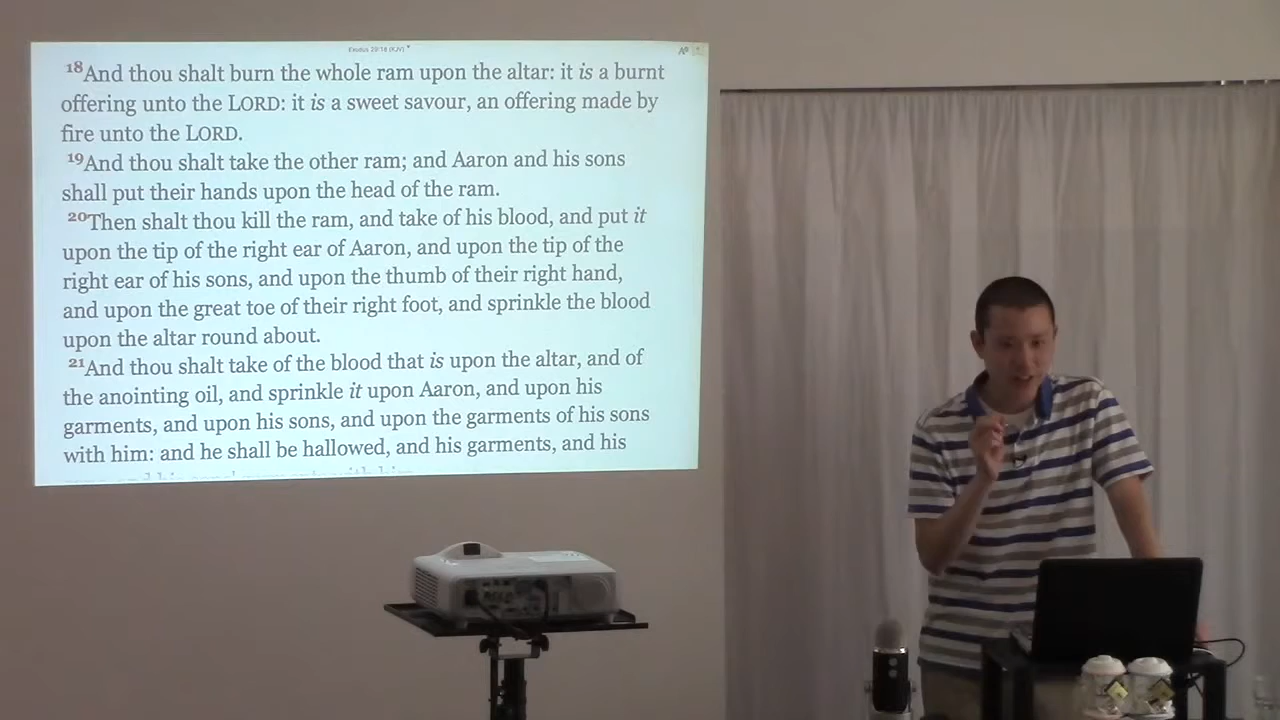 Exodus 29:18 (KJV)
18And thou shalt burn the whole ram upon the altar: it is a burnt
offering unto the LORD: it is a sweet savour, an offering made by
fire unto the LORD.
19And thou shalt take the other ram; and Aaron and his sons
shall put their hands upon the head of the ram.
20Then shalt thou kill the ram, and take of his blood, and put it
upon the tip of the right ear of Aaron, and upon the tip of the
right ear of his sons, and upon the thumb of their right hand,
and upon the great toe of their right foot, and sprinkle the blood
upon the altar round about.
21And thou shalt take of the blood that is upon the altar, and of
the anointing oil, and sprinkle it upon Aaron, and upon his
garments, and upon his sons, and upon the garments of his sons
with him: and he shall be hallowed, and his garments, and his